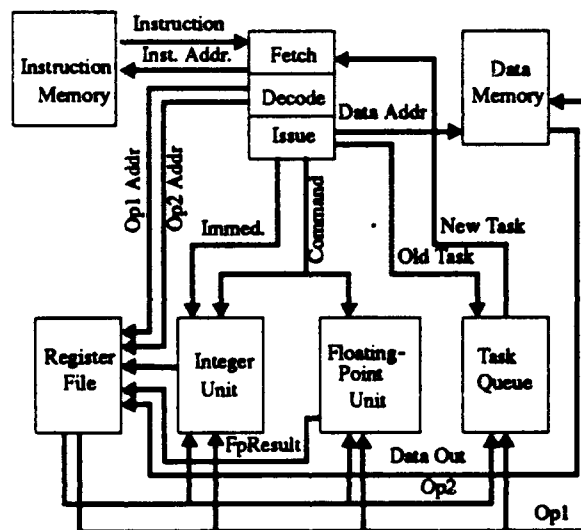 Instruction
Inst. Addr.
Instruction
Memory
Fetch
Decode
Issue
Data Addr
Data
Memory
Op1 Addr
Op2 Addr
Immed.
Command
New Task
Old Task
Register
File
Integer
Unit
Floating-
Point
Unit
Task
Queue
FpResult
Data Out
Op2
Op1